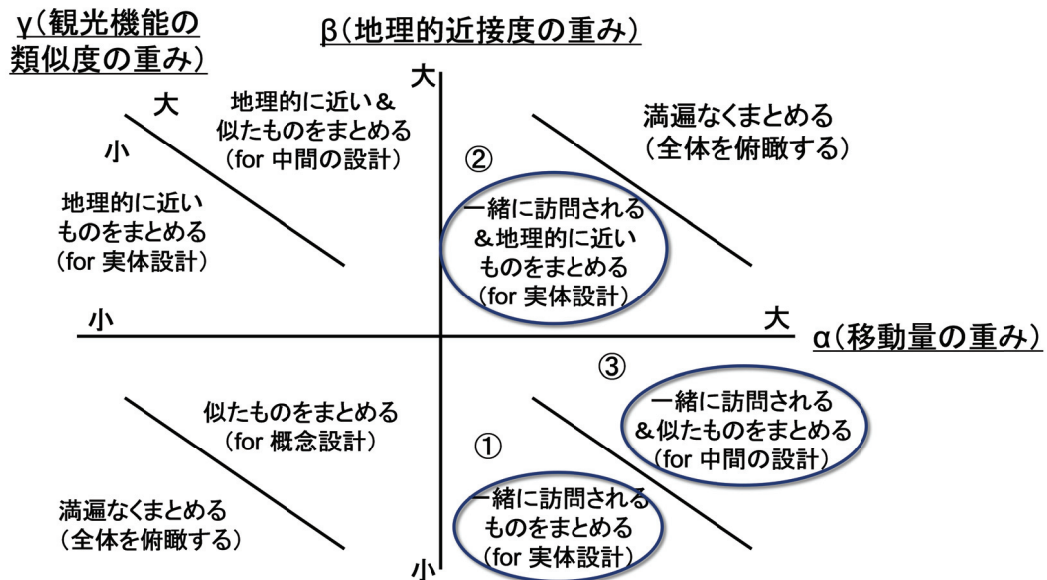 γ(観光機能の
類似度の重み)
β(地理的近接度の重み)
大
大
小
地理的に近い&
似たものをまとめる
(for 中間の設計)
地理的に近い
ものをまとめる
(for 実体設計)
②
一緒に訪問される
&地理的に近い
ものをまとめる
(for 実体設計)
満遍なくまとめる
(全体を俯瞰する)
小
大
α(移動量の重み)
似たものをまとめる
(for 概念設計)
満遍なくまとめる
(全体を俯瞰する)
①
一緒に訪問される
ものをまとめる
(for 実体設計)
③
一緒に訪問される
&似たものをまとめる
(for 中間の設計)
小